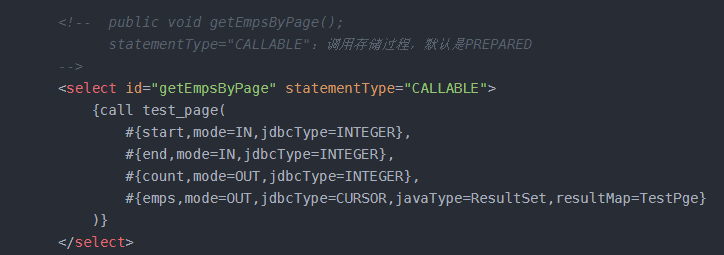 <!--  public void getEmpsByPage();
      statementType="CALLABLE"：调用存储过程，默认是PREPARED
-->
<select id="getEmpsByPage" statementType="CALLABLE">
    {call test_page(
        #{start,mode=IN,jdbcType=INTEGER},
        #{end,mode=IN,jdbcType=INTEGER},
        #{count,mode=OUT,jdbcType=INTEGER},
        #{emps,mode=OUT,jdbcType=CURSOR,javaType=ResultSet,resultMap=TestPge}
    )}
</select>